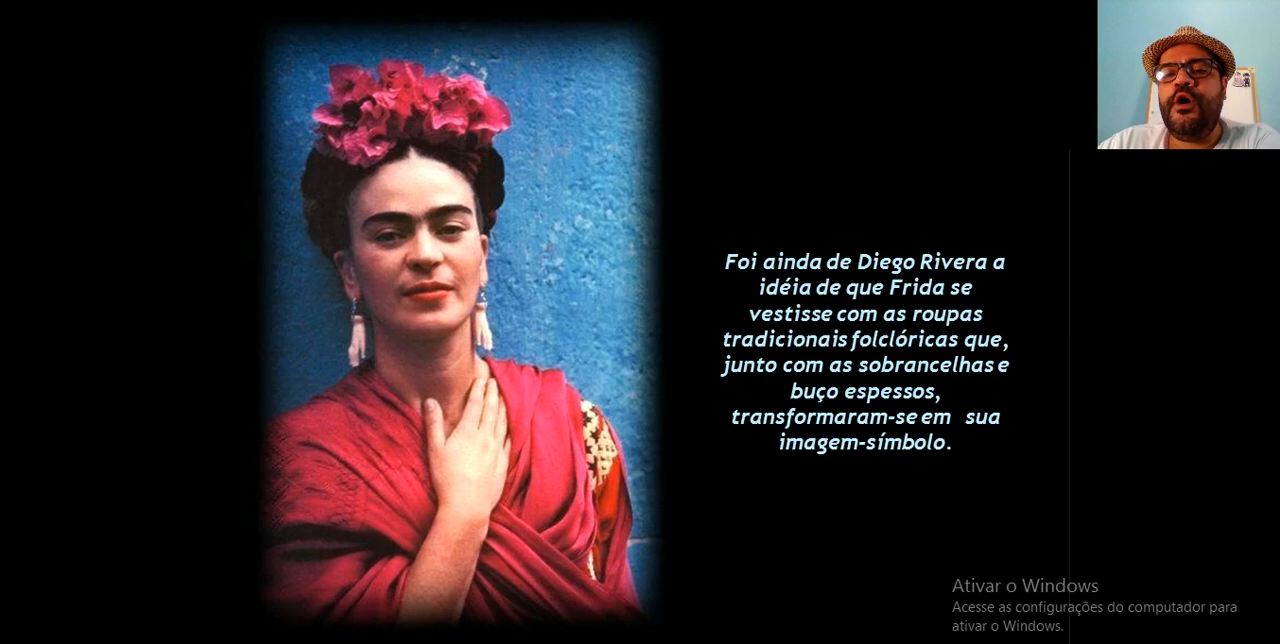 Foi ainda de Diego Rivera a
idéia de que Frida se
vestisse com as roupas
tradicionais folclóricas que,
junto com as sobrancelhas e
buço espessos,
transformaram-se em sua
imagem-símbolo.
Ativar o Windows
Acesse as configurações do computador para
ativar o Windows.